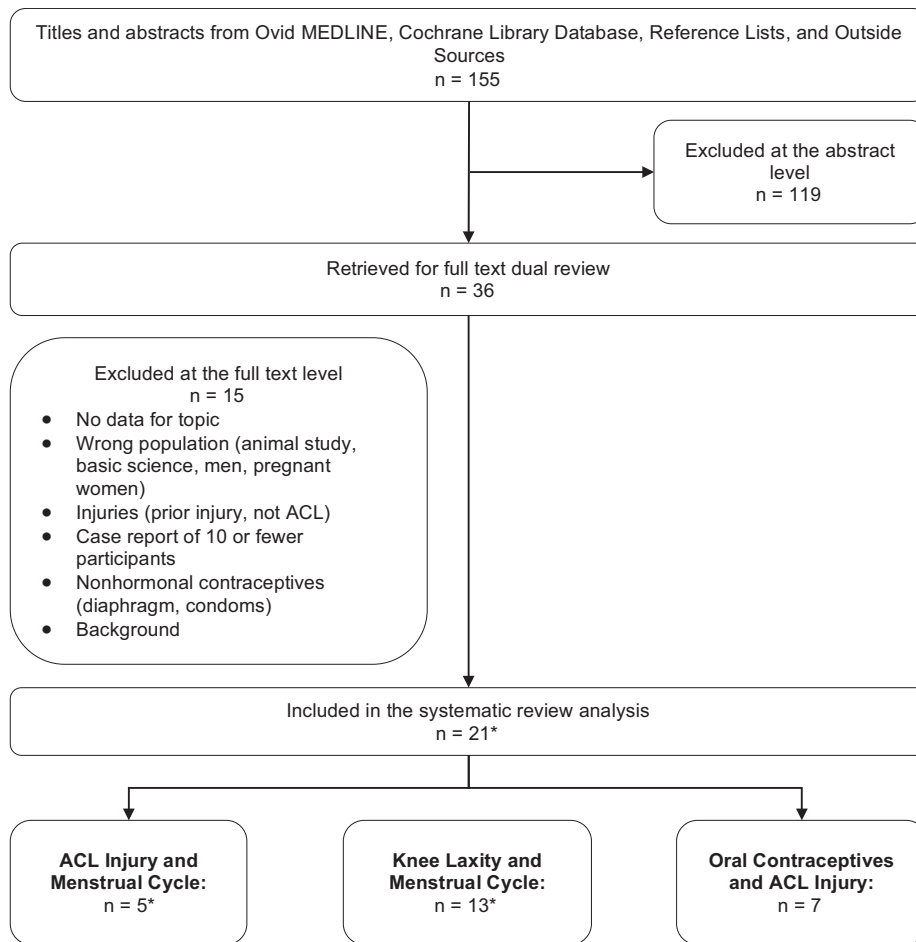 Titles and abstracts from Ovid MEDLINE, Cochrane Library Database, Reference Lists, and Outside
Sources
n = 155
Excluded at the abstract
level
n = 119
Retrieved for full text dual review
n = 36
Excluded at the full text level
n = 15
● No data for topic
● Wrong population (animal study,
basic science, men, pregnant
women)
● Injuries (prior injury, not ACL)
● Case report of 10 or fewer
participants
● Nonhormonal contraceptives
(diaphragm, condoms)
● Background
Included in the systematic review analysis
n = 21*
ACL Injury and
Menstrual Cycle:
n = 5*
Knee Laxity and
Menstrual Cycle:
n = 13*
Oral Contraceptives
and ACL Injury:
n = 7